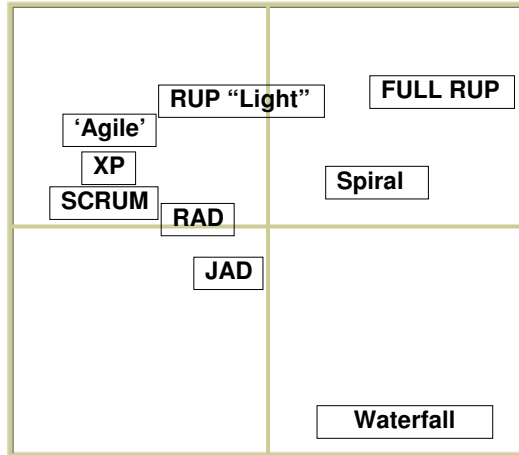 RUP “Light”
FULL RUP
‘Agile’
XP
Spiral
SCRUM
RAD
JAD
Waterfall